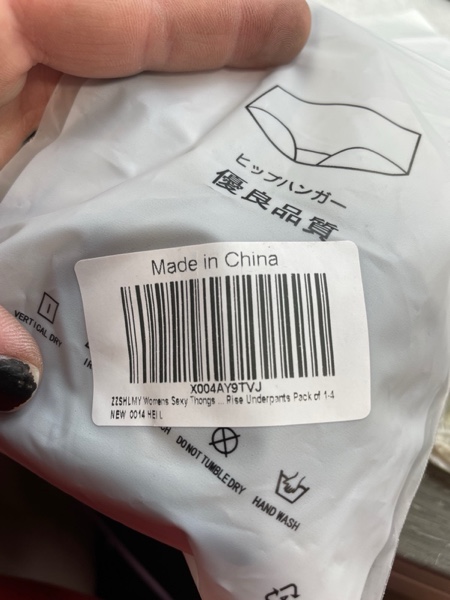 ヒップハンガー
優良品質
Made in China
X004AY9TVJ
ZZSHLMY Womens Sexy Thongs ... Rise Underpants Pack of 1-4
NEW 0014 HEI L
VERTICAL DRY
DO NOT TUMBLE DRY
HAND WASH